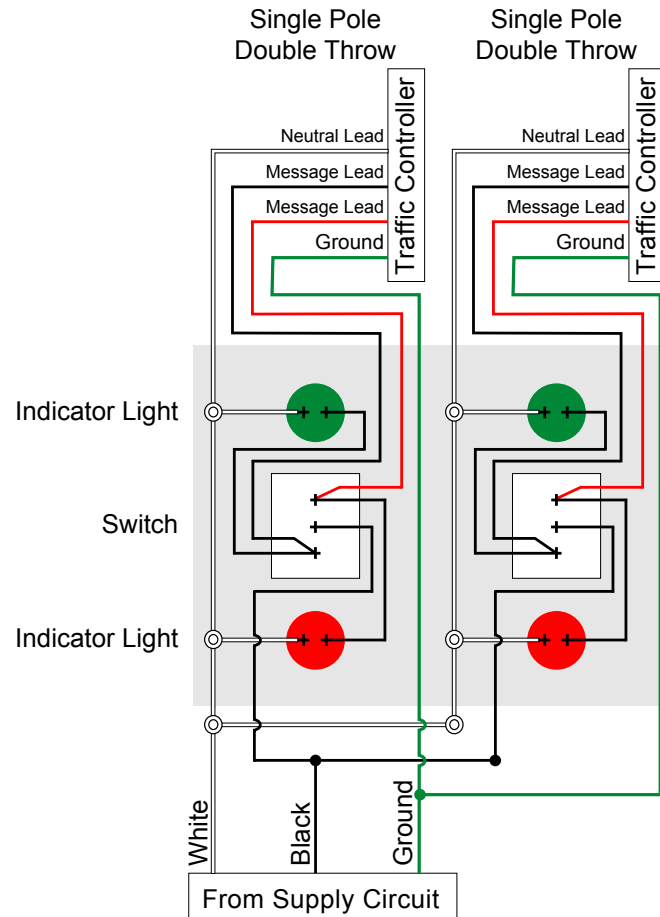 Single Pole
Double Throw
Single Pole
Double Throw
Traffic Controller
Traffic Controller
Neutral Lead
Message Lead
Message Lead
Ground
Neutral Lead
Message Lead
Message Lead
Ground
Indicator Light
Switch
Indicator Light
White
Black
Ground
From Supply Circuit